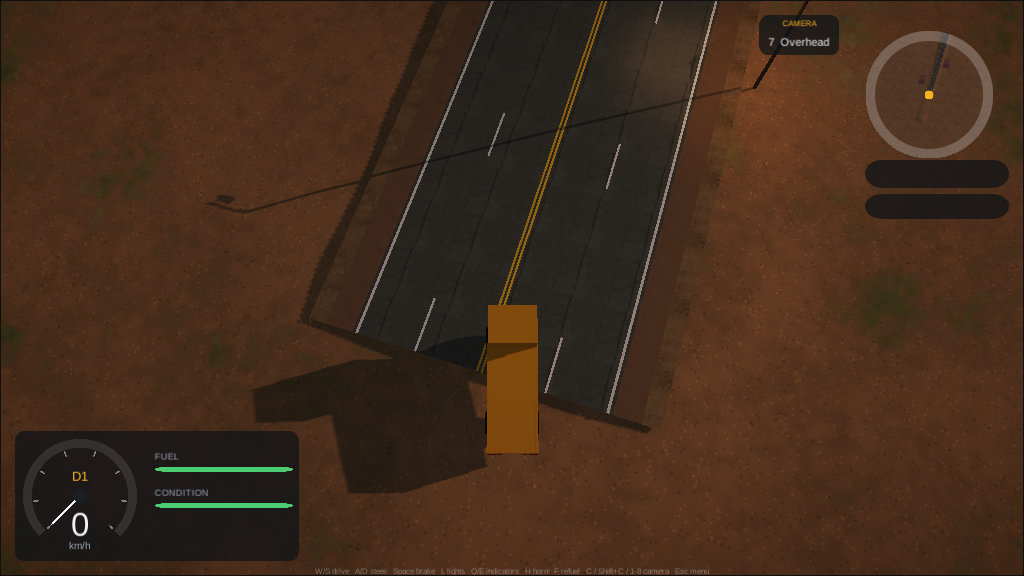 CAMERA
7 Overhead
FUEL
D1
CONDITION
0
km/h
W/S drive A/D steer Space brake L lights Q/E indicators H horn F refuel C / Shift+C / 1-8 camera Esc menu